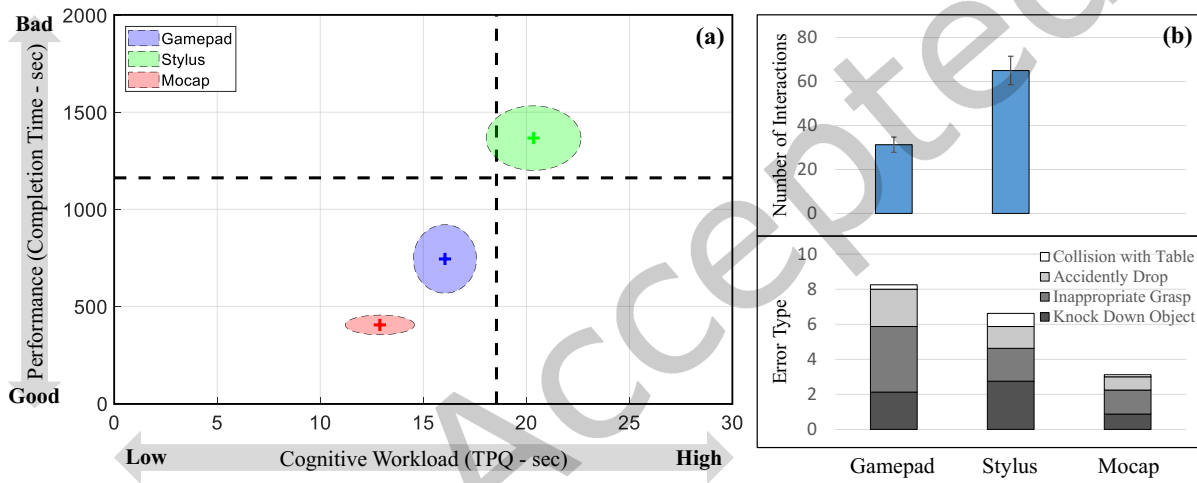 Bad
Performance (Completion Time - sec)
Good
2000
1500
1000
500
0
(a)
Gamepad
Stylus
Mocap
0
5
10
15
20
25
30
Low
Cognitive Workload (TPQ - sec)
High
(b)
Number of Interactions
80
60
40
20
0
Error Type
10
8
6
4
2
0
Collision with Table
Accidently Drop
Inappropriate Grasp
Knock Down Object
Gamepad Stylus Mocap
Accepted